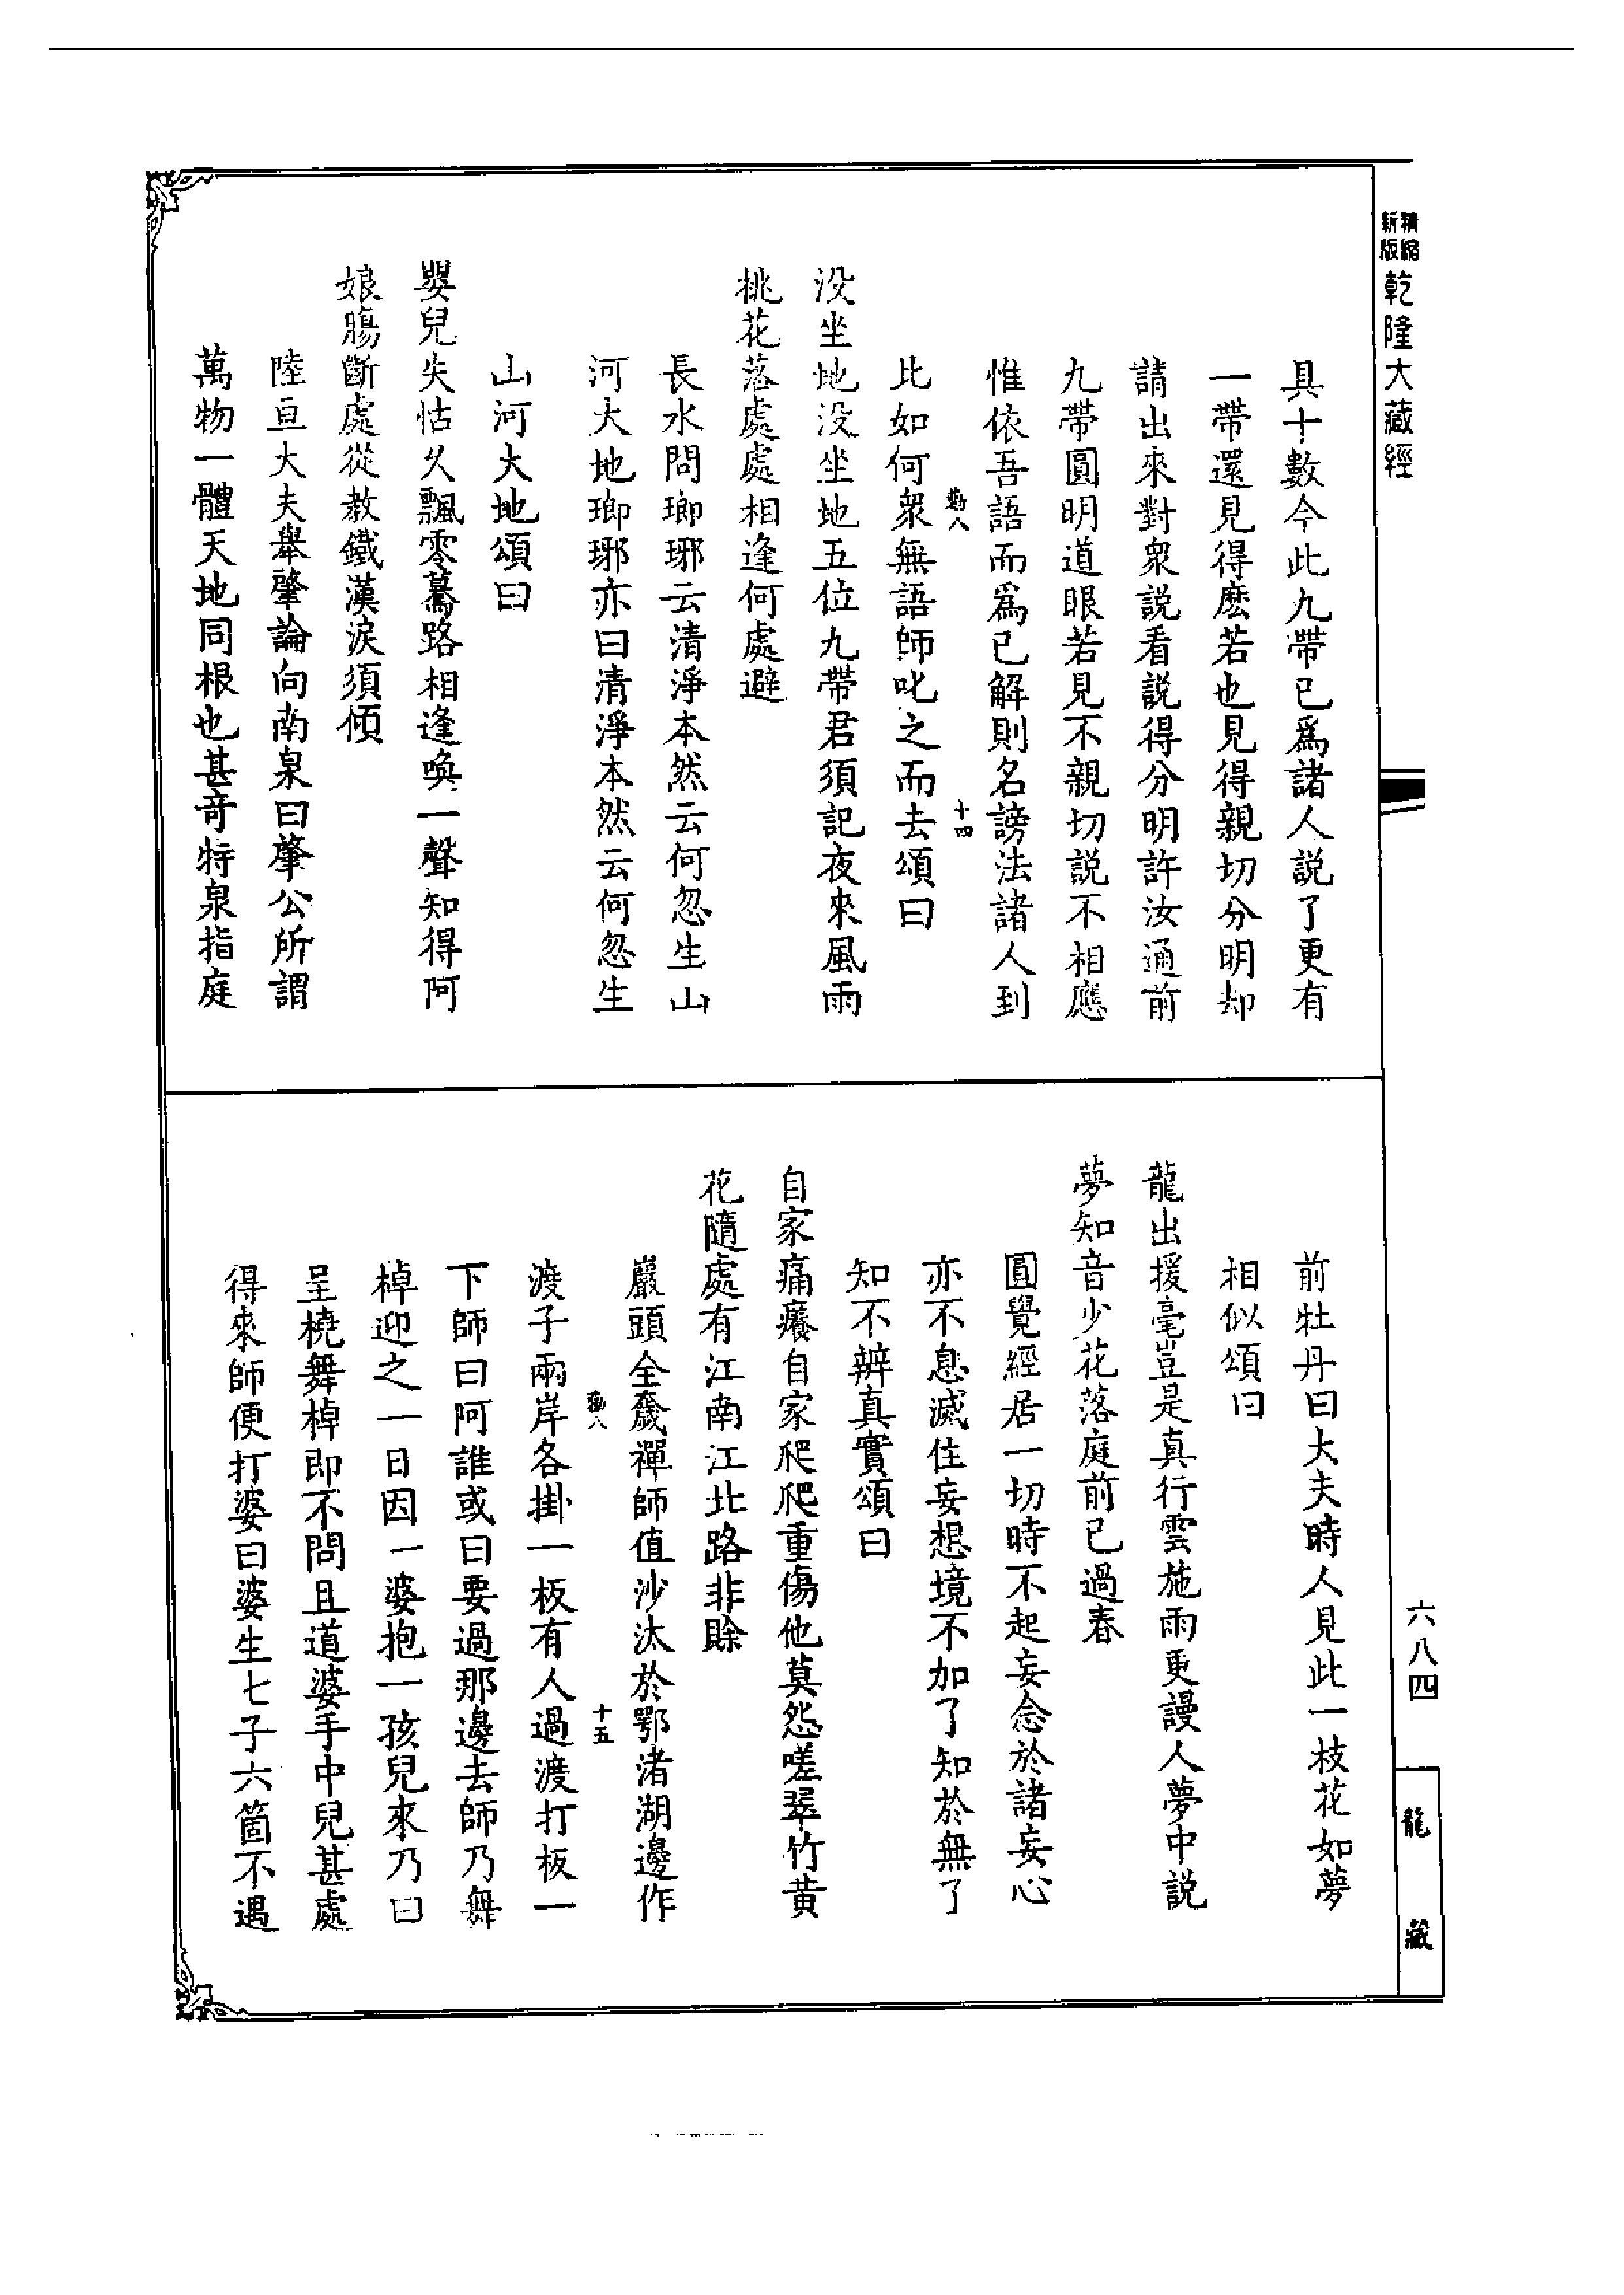 精縮
新版
乾隆大藏經
具十數今此九帶已爲諸人説了更有
一帶還見得麽若也見得親切分明却
請出來對衆説看説得分明許汝通前
九帶圓明道眼若見不親切説不相應
惟依吾語而爲已解則名謗法諸人到
勸八
十四
此如何衆無語師叱之而去頌曰
没坐地没坐地五位九帶君須記夜來風雨
桃花落處處相逢何處避
長水問瑯琊云清淨本然云何忽生山
河大地瑯琊亦曰清淨本然云何忽生
山河大地頌曰
嬰兒失怙久飄零驀路相逢喚一聲知得阿
娘腸斷處從教鐵漢淚須傾
陸亘大夫舉肇論向南泉曰肇公所謂
萬物一體天地同根也甚奇特泉指庭
前牡丹曰大夫時人見此一枝花如夢
相似頌曰
龍出援毫豈是真行雲施雨更謾人夢中説
夢知音少花落庭前已過春
圓覺經居一切時不起妄念於諸妄心
亦不息滅住妄想境不加了知於無了
知不辨真實頌曰
自家痛癢自家爬爬重傷他莫怨嗟翠竹黄
花隨處有江南江北路非賒
巖頭全奯禪師值沙汰於鄂渚湖邊作
勸八
十五
渡子兩岸各掛一板有人過渡打板一
下師曰阿誰或曰要過那邊去師乃舞
棹迎之一日因一婆抱一孩兒來乃曰
呈橈舞棹即不問且道婆手中兒甚處
得來師便打婆曰婆生七子六箇不遇
六八四
龍藏